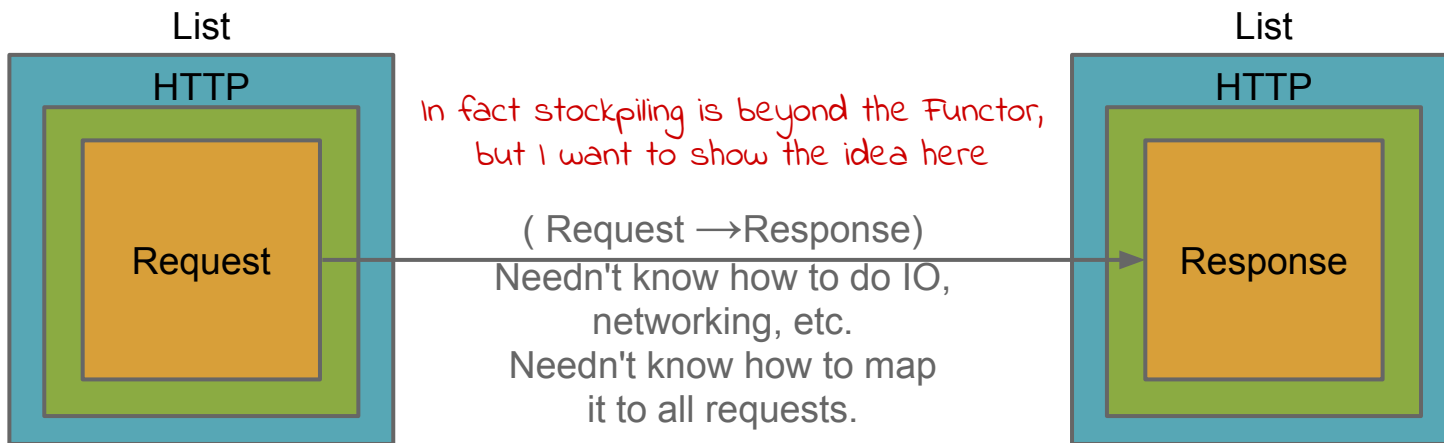 List
HTTP
Request
In fact stockpiling is beyond the Functor,
but I want to show the idea here
( Request →Response)
Needn't know how to do IO,
networking, etc.
Needn't know how to map
it to all requests.
List
HTTP
Response